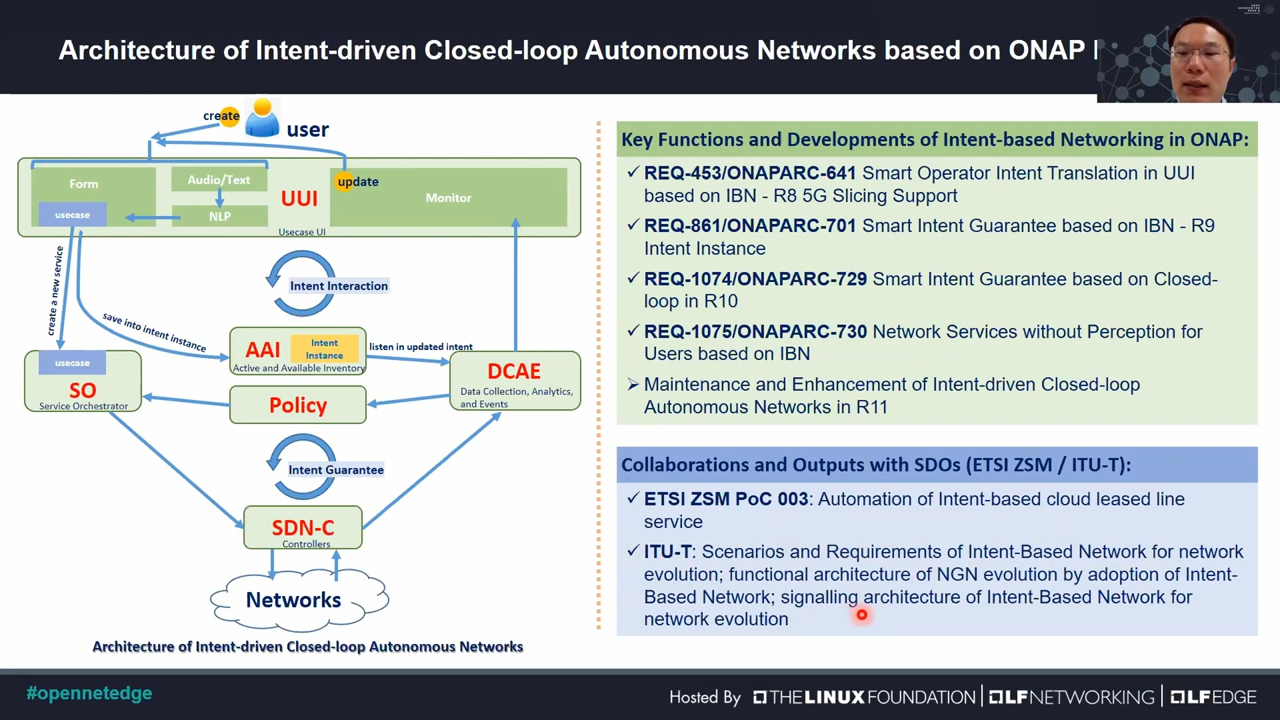 Architecture of Intent-driven Closed-loop Autonomous Networks based on ONAP
create
user
Form
Audio/Text
usecase
NLP
UUI
Usecase UI
update
Monitor
create a new service
save into intent instance
Intent Interaction
AAI
Intent
Instance
Active and Available Inventory
listen in updated intent
usecase
SO
Service Orchestrator
Policy
DCAE
Data Collection, Analytics,
and Events
Intent Guarantee
SDN-C
Controllers
Networks
Architecture of Intent-driven Closed-loop Autonomous Networks
Key Functions and Developments of Intent-based Networking in ONAP:
✓ REQ-453/ONAPARC-641 Smart Operator Intent Translation in UUI
based on IBN - R8 5G Slicing Support
✓ REQ-861/ONAPARC-701 Smart Intent Guarantee based on IBN - R9
Intent Instance
✓ REQ-1074/ONAPARC-729 Smart Intent Guarantee based on Closed-
loop in R10
✓ REQ-1075/ONAPARC-730 Network Services without Perception for
Users based on IBN
➢ Maintenance and Enhancement of Intent-driven Closed-loop
Autonomous Networks in R11
Collaborations and Outputs with SDOs (ETSI ZSM / ITU-T):
✓ ETSI ZSM PoC 003: Automation of Intent-based cloud leased line
service
✓ ITU-T: Scenarios and Requirements of Intent-Based Network for network
evolution; functional architecture of NGN evolution by adoption of Intent-
Based Network; signalling architecture of Intent-Based Network for
network evolution
#opennetedge
Hosted By THE LINUX FOUNDATION | LF NETWORKING | LF EDGE